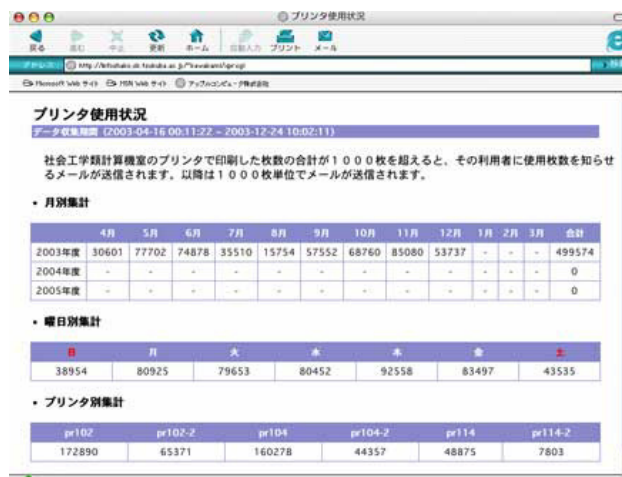 プリンタ使用状況
戻る 進む 中止 更新 ホーム 自動入力 プリント メール
アドレス
プリンタ使用状況
データ収集期間 (2003-04-16 00:11:22 - 2003-12-24 10:02:11)
社会工学類計算機室のプリンタで印刷した枚数の合計が1000枚を超えると、その利用者に使用枚数を知らせ
るメールが送信されます。以降は1000枚単位でメールが送信されます。
• 月別集計
4月 5月 6月 7月 8月 9月 10月 11月 12月 1月 2月 3月 合計
2003年度 30601 77702 74878 35510 15754 57552 68760 85080 53737 - - - 499574
2004年度 - - - - - - - - - - - - 0
2005年度 - - - - - - - - - - - - 0
• 曜日別集計
日 月 火 水 木 金 土
38954 80925 79653 80452 92558 83497 43535
• プリンタ別集計
pr102 pr102-2 pr104 pr104-2 pr114 pr114-2
172890 65371 160278 44357 48875 7803